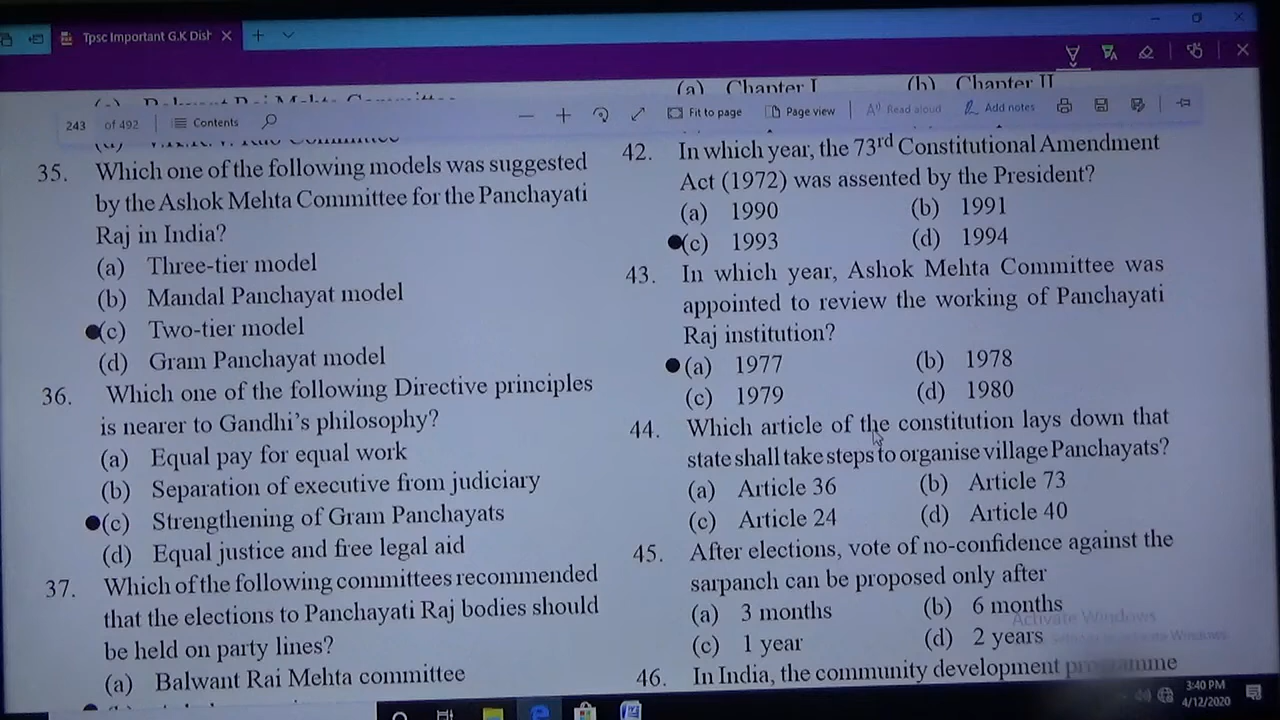 Tpsc Important G.K Dish
(a) Chapter I (b) Chapter II
243 of 492 Contents
Fit to page Page view Read aloud Add notes
35. Which one of the following models was suggested
by the Ashok Mehta Committee for the Panchayati
Raj in India?
(a) Three-tier model
(b) Mandal Panchayat model
(c) Two-tier model
(d) Gram Panchayat model
36. Which one of the following Directive principles
is nearer to Gandhi's philosophy?
(a) Equal pay for equal work
(b) Separation of executive from judiciary
(c) Strengthening of Gram Panchayats
(d) Equal justice and free legal aid
37. Which of the following committees recommended
that the elections to Panchayati Raj bodies should
be held on party lines?
(a) Balwant Rai Mehta committee
42. In which year, the 73rd Constitutional Amendment
Act (1972) was assented by the President?
(a) 1990 (b) 1991
(c) 1993 (d) 1994
43. In which year, Ashok Mehta Committee was
appointed to review the working of Panchayati
Raj institution?
(a) 1977 (b) 1978
(c) 1979 (d) 1980
44. Which article of the constitution lays down that
state shall take steps to organise village Panchayats?
(a) Article 36 (b) Article 73
(c) Article 24 (d) Article 40
45. After elections, vote of no-confidence against the
sarpanch can be proposed only after
(a) 3 months (b) 6 months
(c) 1 year (d) 2 years
46. In India, the community development programme
Activate Windows
3:40 PM
4/12/2020